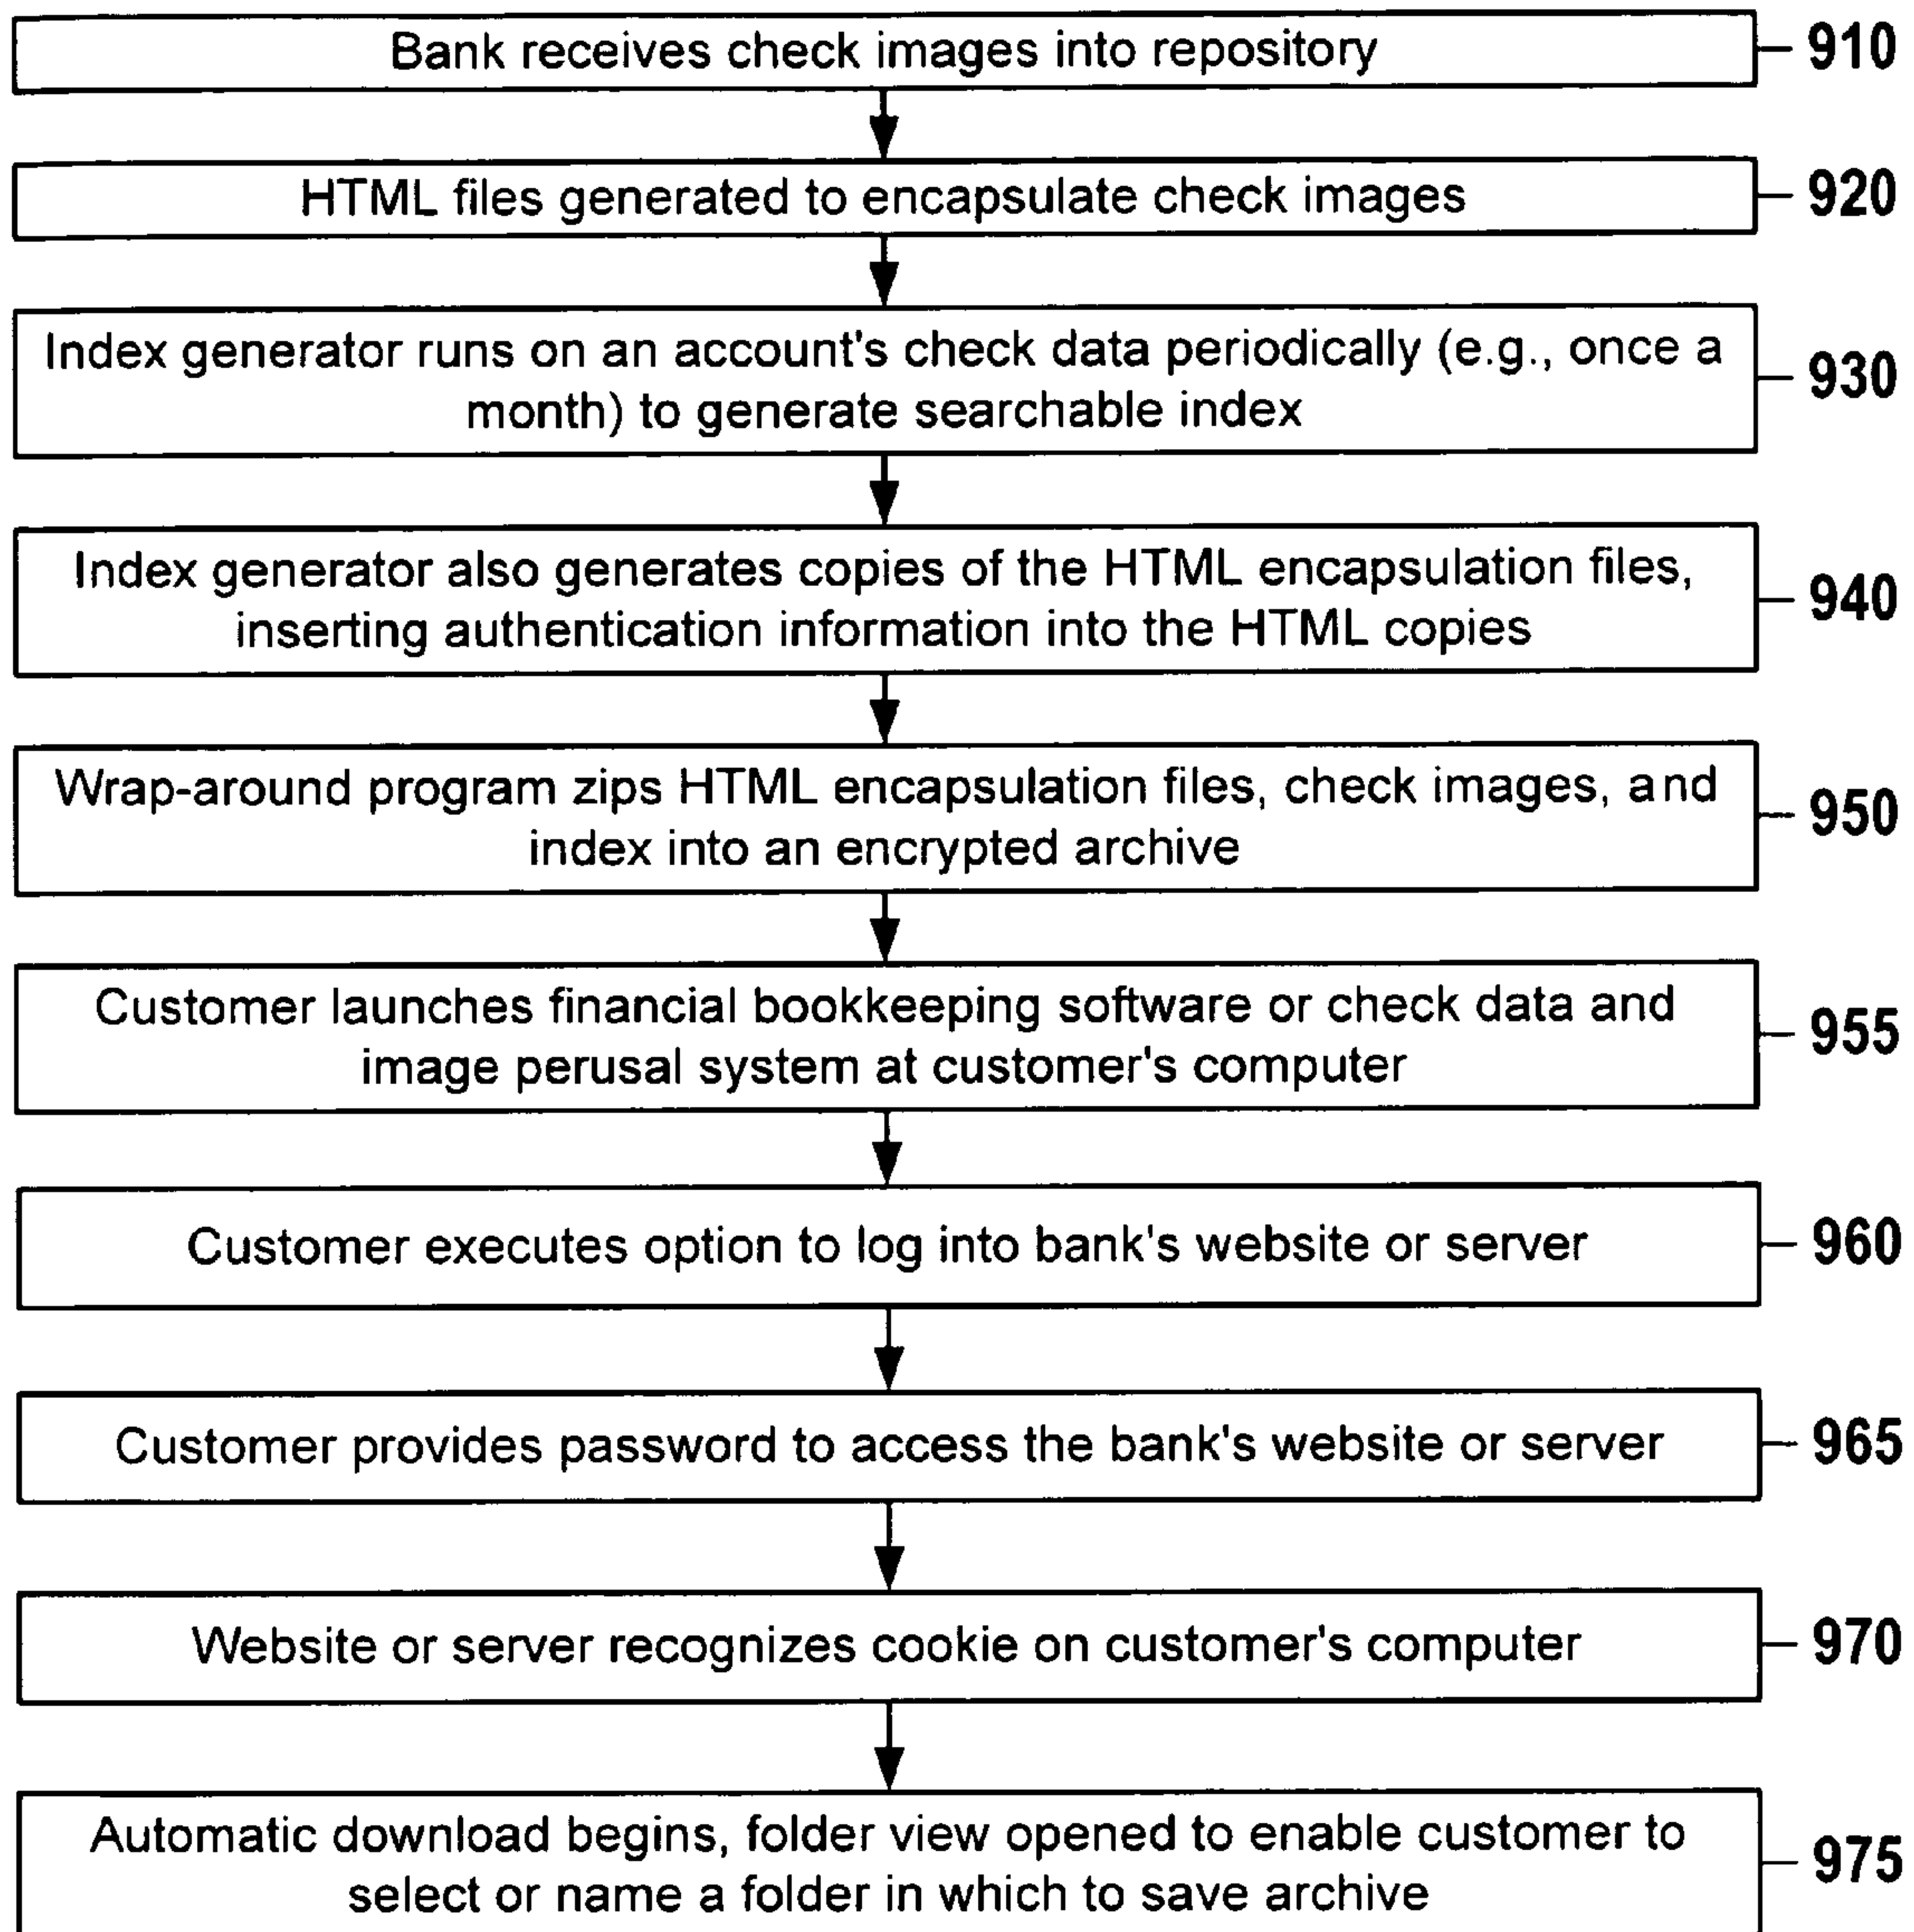 Bank receives check images into repository
910
HTML files generated to encapsulate check images
920
Index generator runs on an account's check data periodically (e.g., once a
month) to generate searchable index
930
Index generator also generates copies of the HTML encapsulation files,
inserting authentication information into the HTML copies
940
Wrap-around program zips HTML encapsulation files, check images, and
index into an encrypted archive
950
Customer launches financial bookkeeping software or check data and
image perusal system at customer's computer
955
Customer executes option to log into bank's website or server
960
Customer provides password to access the bank's website or server
965
Website or server recognizes cookie on customer's computer
970
Automatic download begins, folder view opened to enable customer to
select or name a folder in which to save archive
975